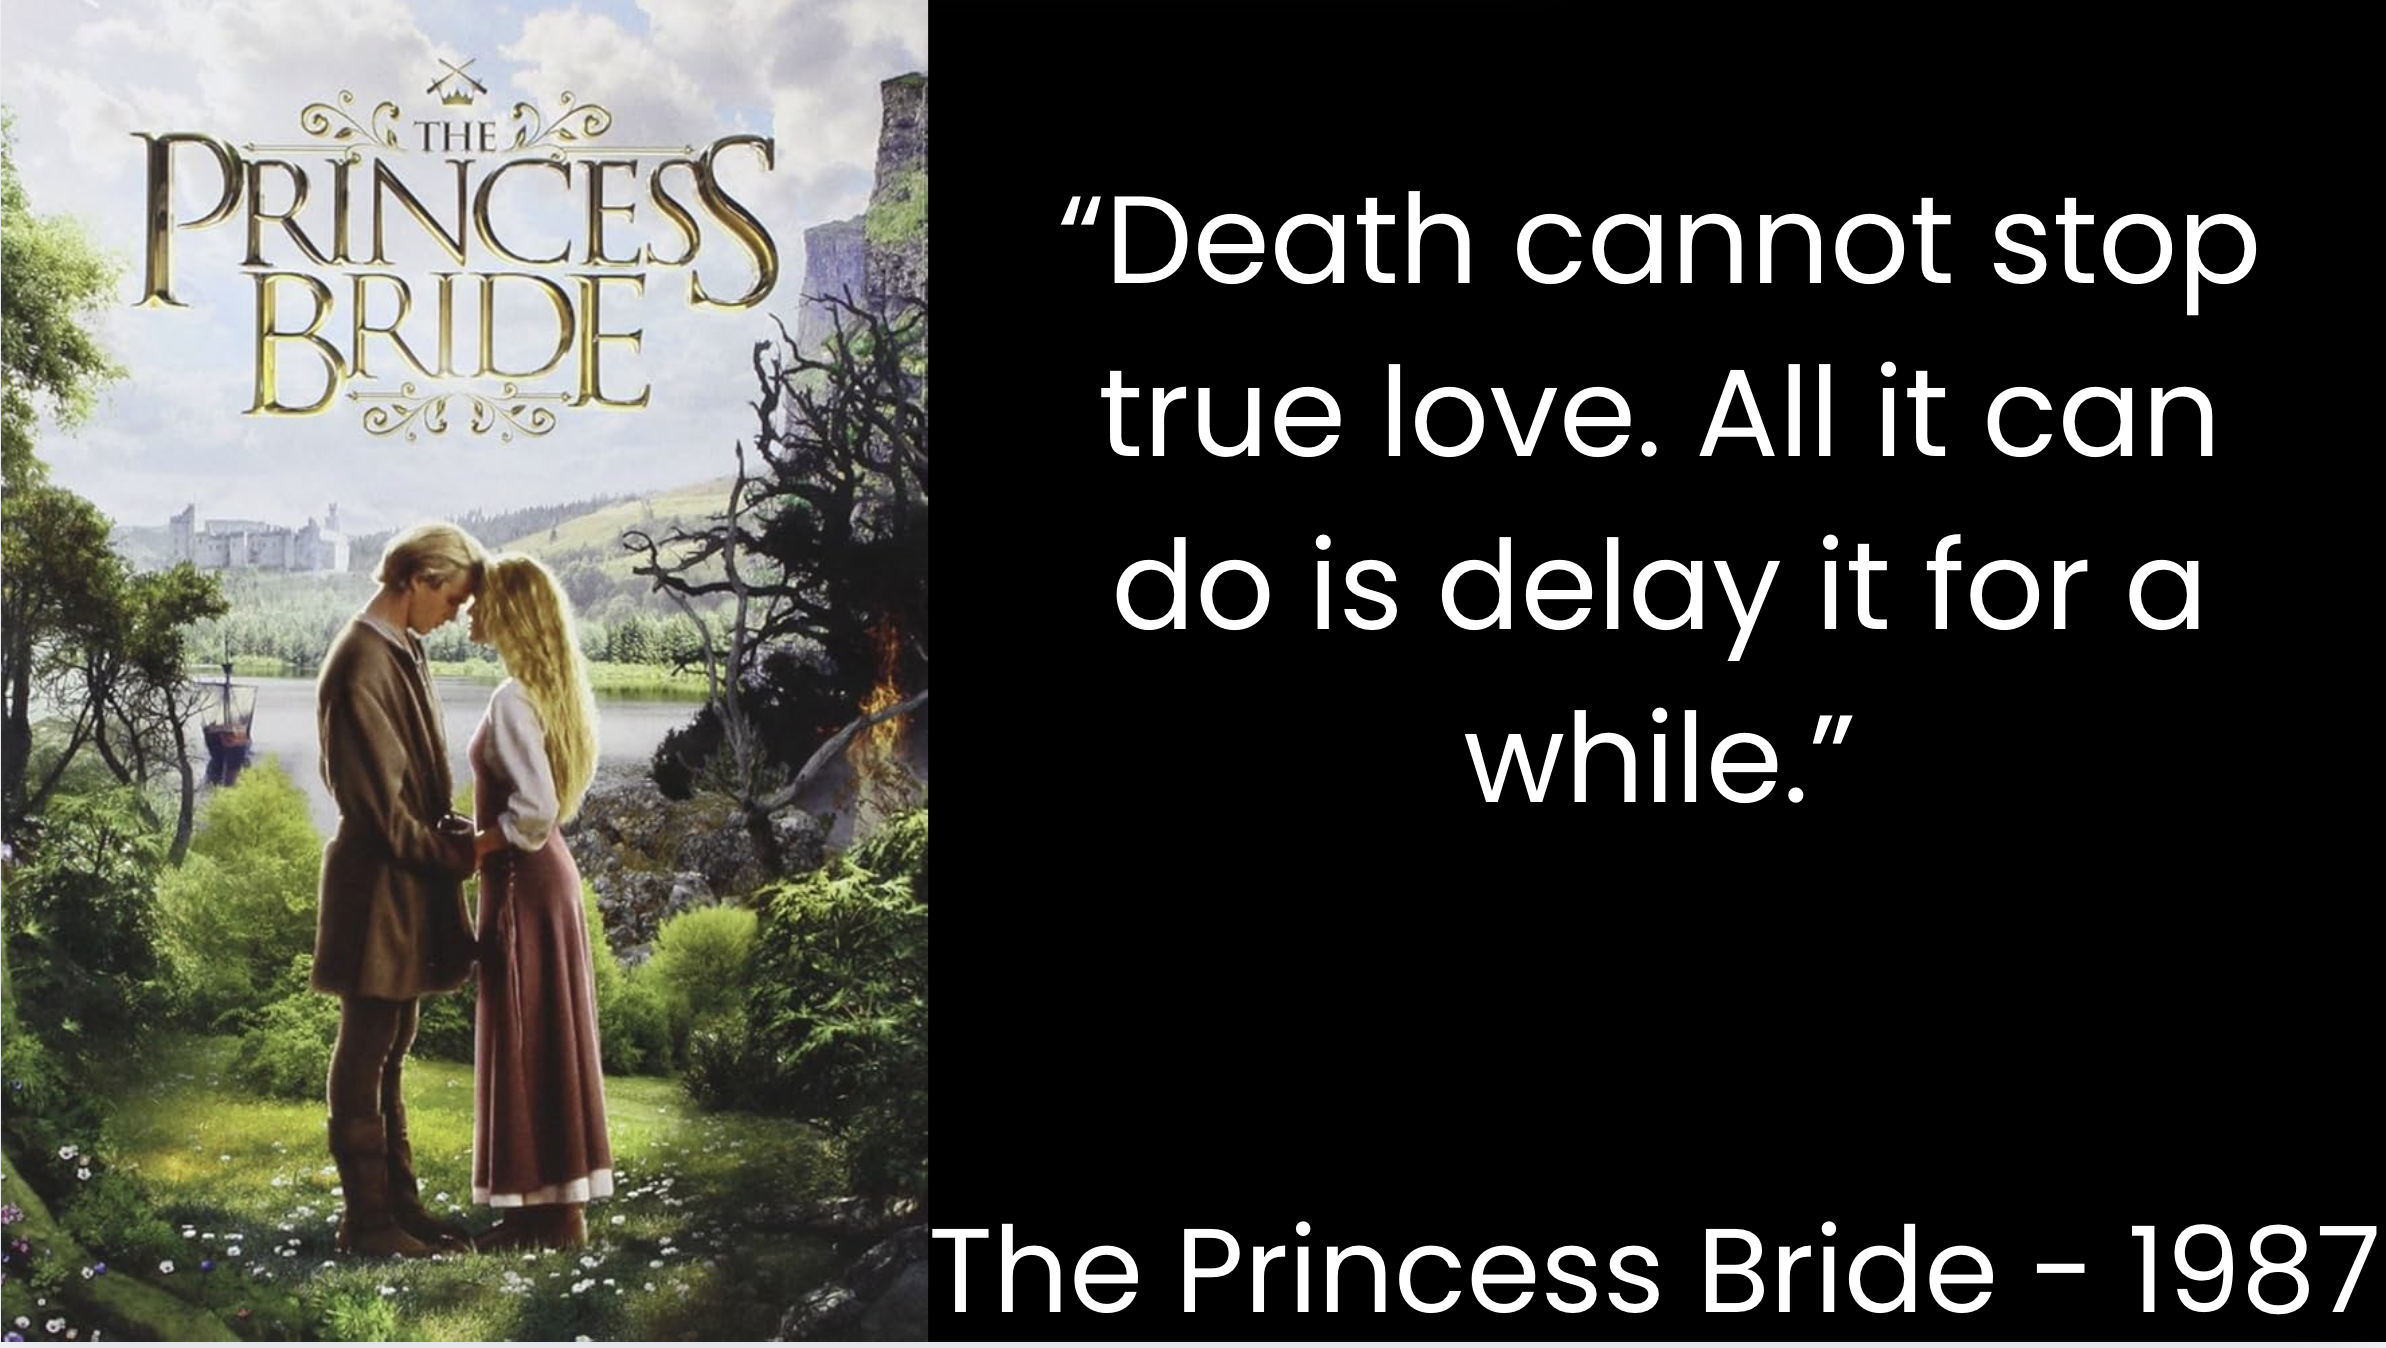 THE
PRINCESS
BRIDE
“Death cannot stop
true love. All it can
do is delay it for a
while.”
The Princess Bride - 1987